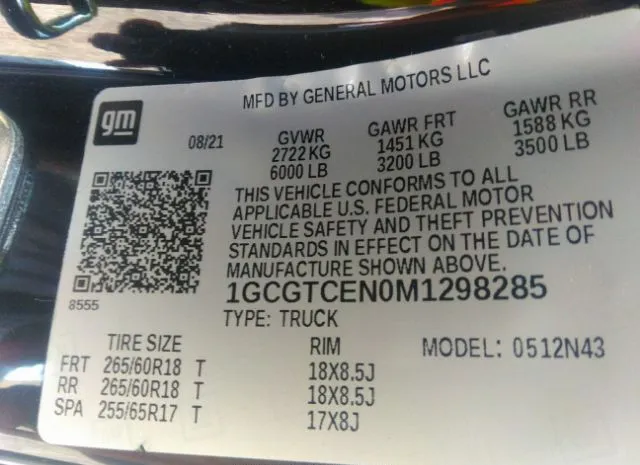 MFD BY GENERAL MOTORS LLC
gm
08/21 GVWR GAWR FRT GAWR RR
2722 KG 1451 KG 1588 KG
6000 LB 3200 LB 3500 LB
THIS VEHICLE CONFORMS TO ALL
APPLICABLE U.S. FEDERAL MOTOR
VEHICLE SAFETY AND THEFT PREVENTION
STANDARDS IN EFFECT ON THE DATE OF
MANUFACTURE SHOWN ABOVE.
8555
1GCGTCEN0M1298285
TYPE: TRUCK
TIRE SIZE RIM MODEL: 0512N43
FRT 265/60R18 T 18X8.5J
RR 265/60R18 T 18X8.5J
SPA 255/65R17 T 17X8J